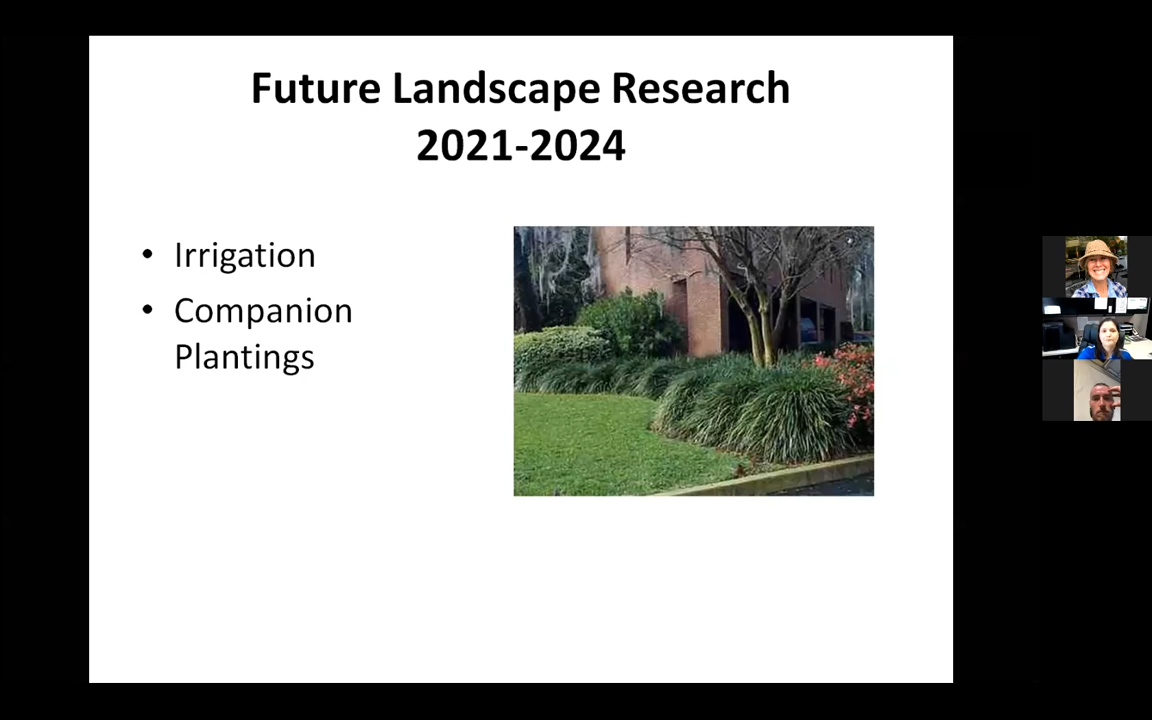 Future Landscape Research
2021-2024
• Irrigation
• Companion
Plantings